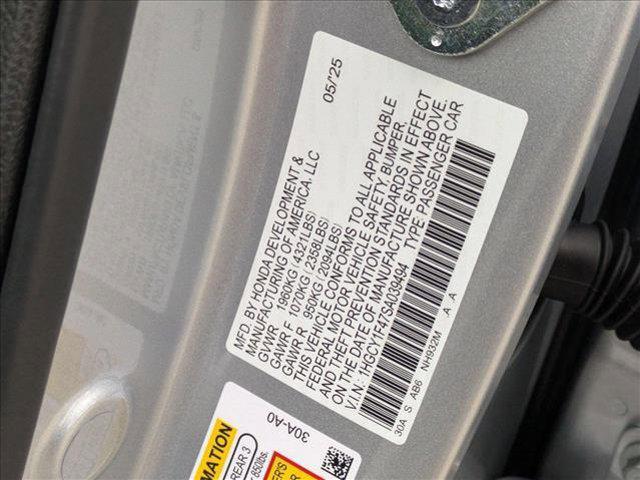 MFD. BY HONDA DEVELOPMENT &
MANUFACTURING OF AMERICA, LLC 05/'25
GVWR 1960KG (4321LBS)
GAWR F 1070KG (2358LBS)
GAWR R 950KG (2094LBS)
THIS VEHICLE CONFORMS TO ALL APPLICABLE
FEDERAL MOTOR VEHICLE SAFETY, BUMPER,
AND THEFT PREVENTION STANDARDS IN EFFECT
ON THE DATE OF MANUFACTURE SHOWN ABOVE.
V.I.N.: 1HGCY1F47SA039494 TYPE: PASSENGER CAR
30A S AB6 NH932M A A
30A-A0
REAR 3